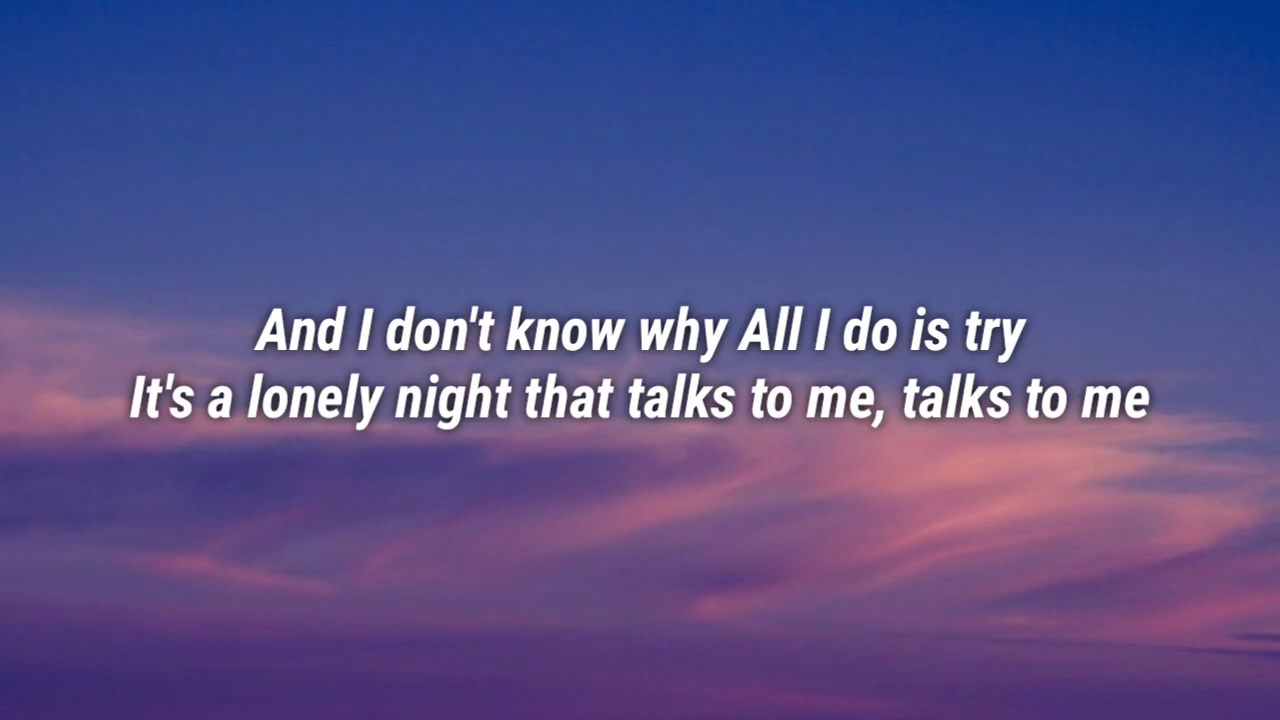 And I don't know why All I do is try
It's a lonely night that talks to me, talks to me